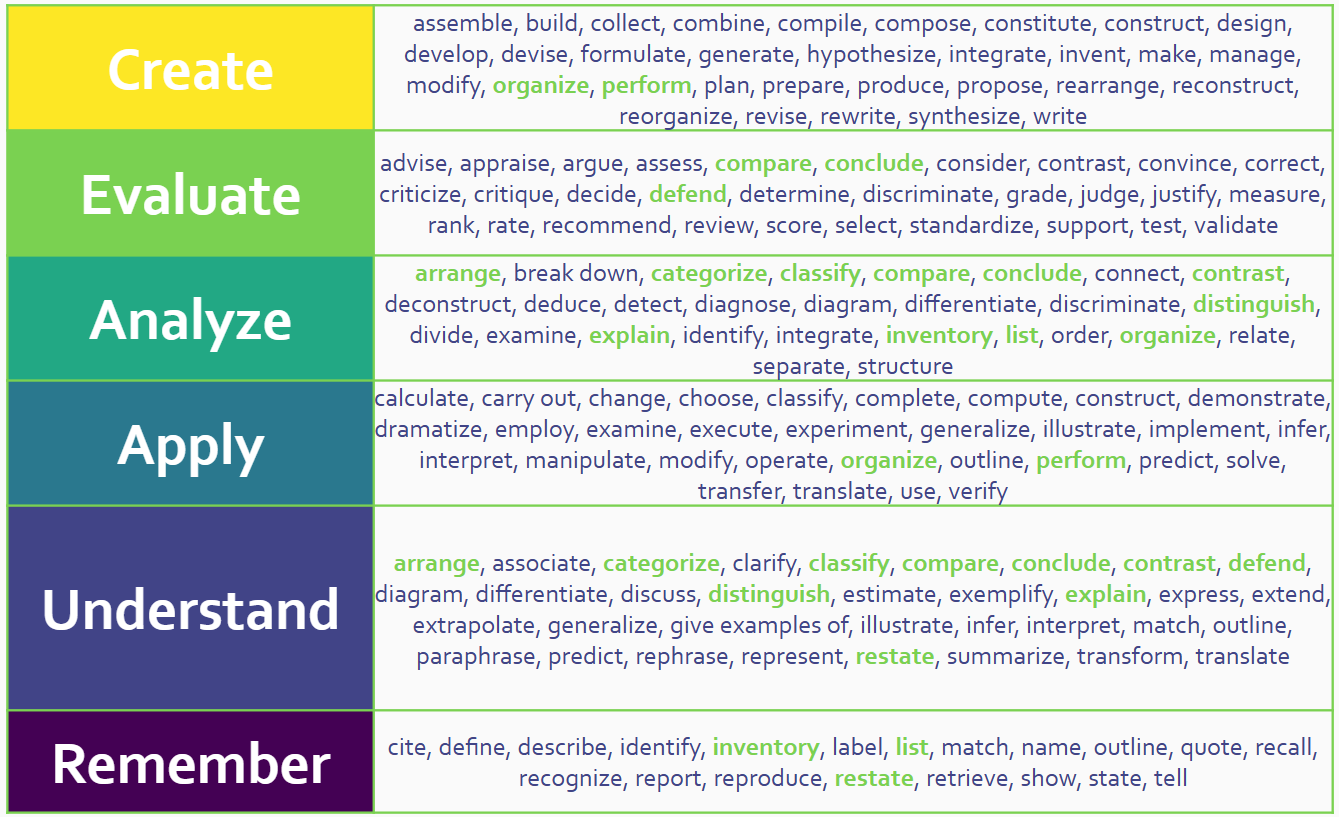 Create
assemble, build, collect, combine, compile, compose, constitute, construct, design,
develop, devise, formulate, generate, hypothesize, integrate, invent, make, manage,
modify, organize, perform, plan, prepare, produce, propose, rearrange, reconstruct,
reorganize, revise, rewrite, synthesize, write
Evaluate
advise, appraise, argue, assess, compare, conclude, consider, contrast, convince, correct,
criticize, critique, decide, defend, determine, discriminate, grade, judge, justify, measure,
rank, rate, recommend, review, score, select, standardize, support, test, validate
Analyze
arrange, break down, categorize, classify, compare, conclude, connect, contrast,
deconstruct, deduce, detect, diagnose, diagram, differentiate, discriminate, distinguish,
divide, examine, explain, identify, integrate, inventory, list, order, organize, relate,
separate, structure
Apply
calculate, carry out, change, choose, classify, complete, compute, construct, demonstrate,
dramatize, employ, examine, execute, experiment, generalize, illustrate, implement, infer,
interpret, manipulate, modify, operate, organize, outline, perform, predict, solve,
transfer, translate, use, verify
Understand
arrange, associate, categorize, clarify, classify, compare, conclude, contrast, defend,
diagram, differentiate, discuss, distinguish, estimate, exemplify, explain, express, extend,
extrapolate, generalize, give examples of, illustrate, infer, interpret, match, outline,
paraphrase, predict, rephrase, represent, restate, summarize, transform, translate
Remember
cite, define, describe, identify, inventory, label, list, match, name, outline, quote, recall,
recognize, report, reproduce, restate, retrieve, show, state, tell